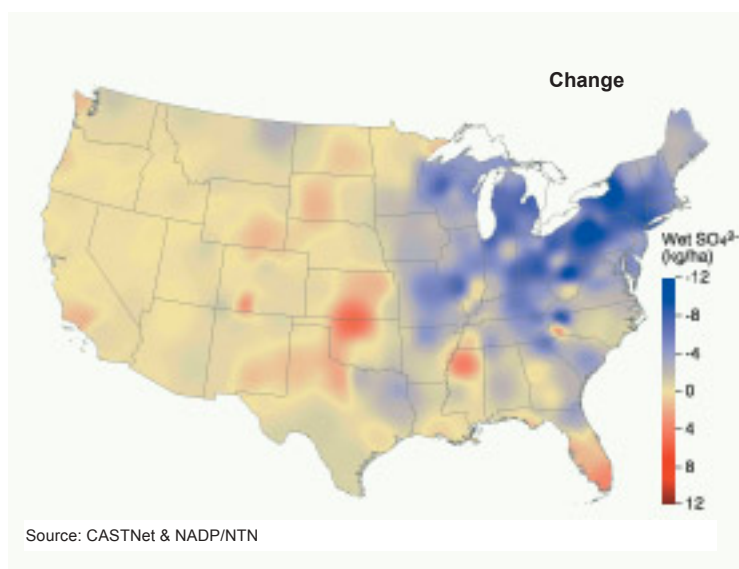 Change
Wet SO₄²⁻
(kg/ha)
-12
-8
-4
0
4
8
12
Source: CASTNet & NADP/NTN